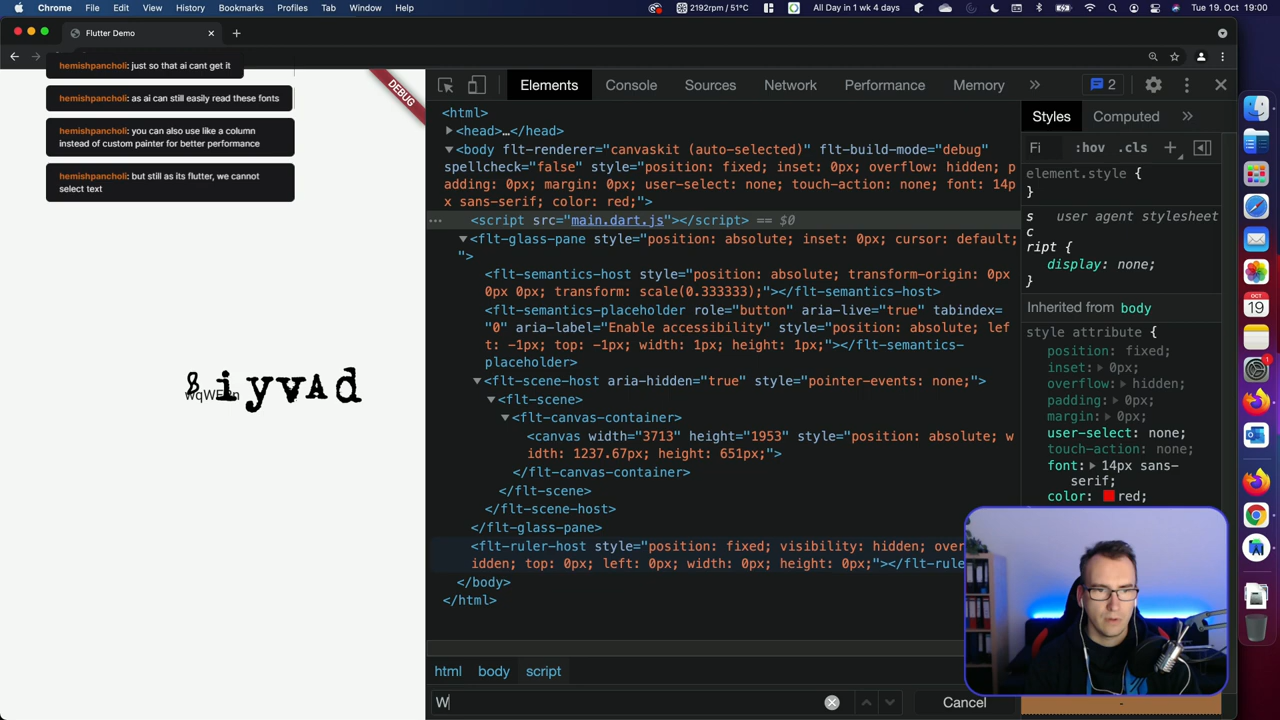 Chrome File Edit View History Bookmarks Profiles Tab Window Help 2192rpm / 51°C All Day in 1 wk 4 days Tue 19. Oct 19:00
Flutter Demo
hemishpancholi: just so that ai cant get it
hemishpancholi: as ai can still easily read these fonts
hemishpancholi: you can also use like a column
instead of custom painter for better performance
hemishpancholi: but still as its flutter, we cannot
select text
DEBUG
8iyvAd
Elements Console Sources Network Performance Memory 2
<html>
<head>…</head>
<body flt-renderer="canvaskit (auto-selected)" flt-build-mode="debug"
spellcheck="false" style="position: fixed; inset: 0px; overflow: hidden; p
adding: 0px; margin: 0px; user-select: none; touch-action: none; font: 14p
x sans-serif; color: red;">
<script src="main.dart.js"></script> == $0
<flt-glass-pane style="position: absolute; inset: 0px; cursor: default;
">
<flt-semantics-host style="position: absolute; transform-origin: 0px
0px 0px; transform: scale(0.333333);"></flt-semantics-host>
<flt-semantics-placeholder role="button" aria-live="true" tabindex=
"0" aria-label="Enable accessibility" style="position: absolute; lef
t: -1px; top: -1px; width: 1px; height: 1px;"></flt-semantics-
placeholder>
<flt-scene-host aria-hidden="true" style="pointer-events: none;">
<flt-scene>
<flt-canvas-container>
<canvas width="3713" height="1953" style="position: absolute; w
idth: 1237.67px; height: 651px;">
</flt-canvas-container>
</flt-scene>
</flt-scene-host>
</flt-glass-pane>
<flt-ruler-host style="position: fixed; visibility: hidden; over
idden; top: 0px; left: 0px; width: 0px; height: 0px;"></flt-rule
</body>
</html>
html body script
W
Cancel
Styles Computed
Fi :hov .cls
element.style {
}
s user agent stylesheet
c
ript {
display: none;
}
Inherited from body
style attribute {
position: fixed;
inset: 0px;
overflow: hidden;
padding: 0px;
margin: 0px;
user-select: none;
touch-action: none;
font: 14px sans-
serif;
color: red;
19
1